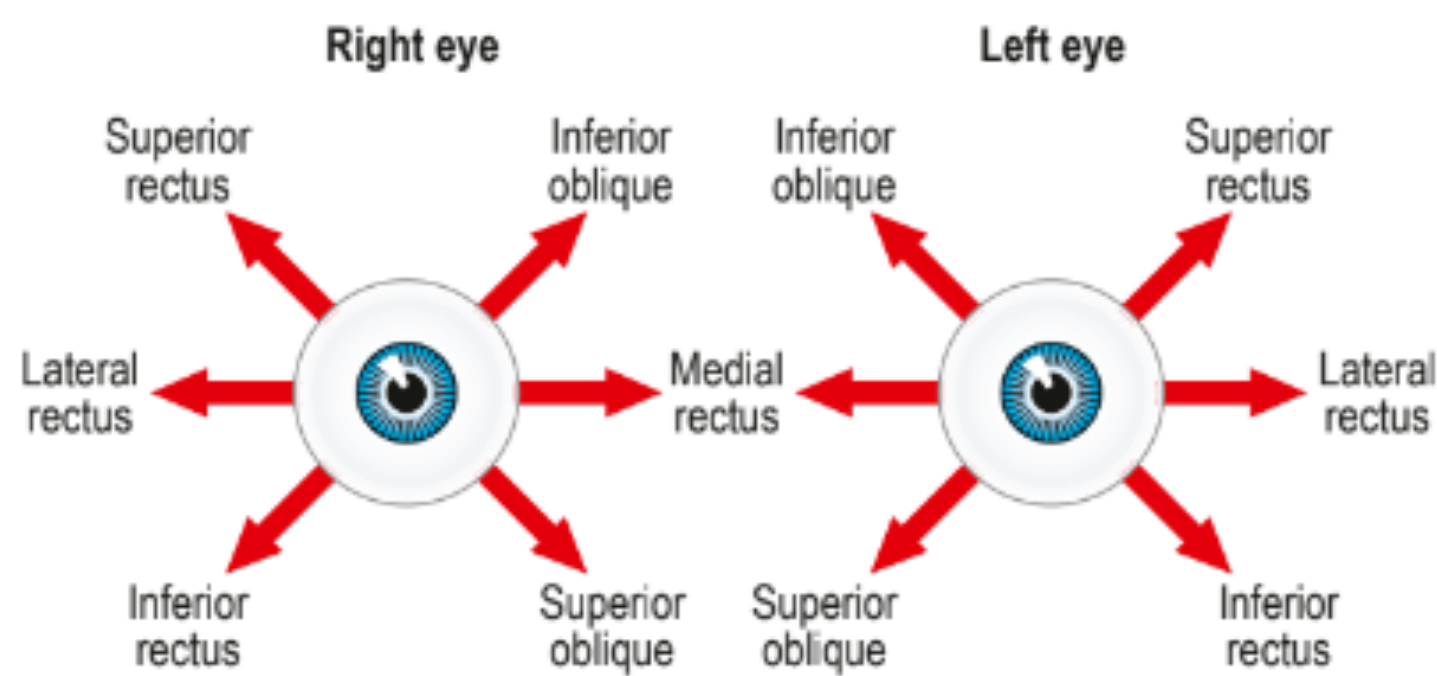 Right eye
Left eye
Superior
rectus
Inferior
oblique
Inferior
oblique
Superior
rectus
Lateral
rectus
Medial
rectus
Lateral
rectus
Inferior
rectus
Superior
oblique
Superior
oblique
Inferior
rectus